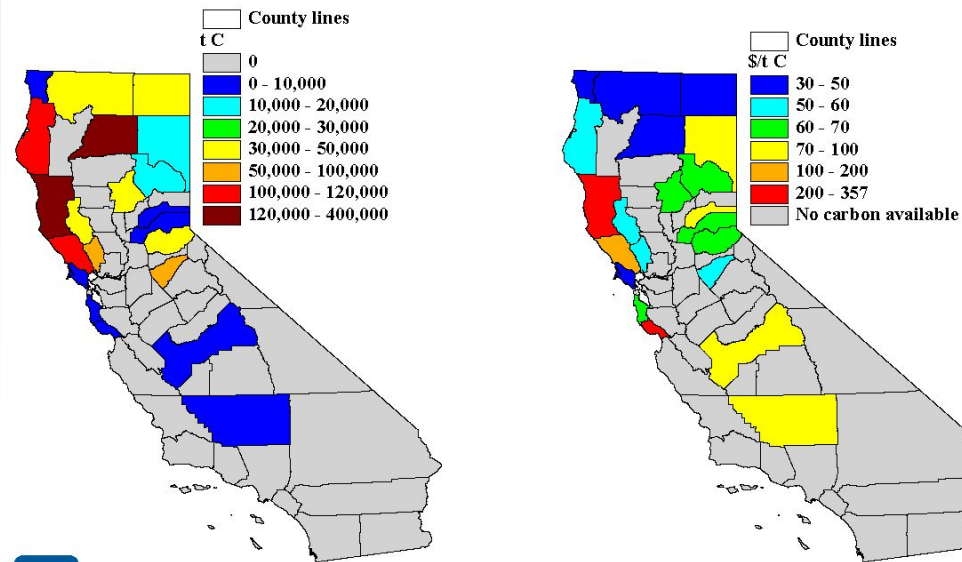 County lines
t C
0
0 - 10,000
10,000 - 20,000
20,000 - 30,000
30,000 - 50,000
50,000 - 100,000
100,000 - 120,000
120,000 - 400,000
County lines
$/t C
30 - 50
50 - 60
60 - 70
70 - 100
100 - 200
200 - 357
No carbon available